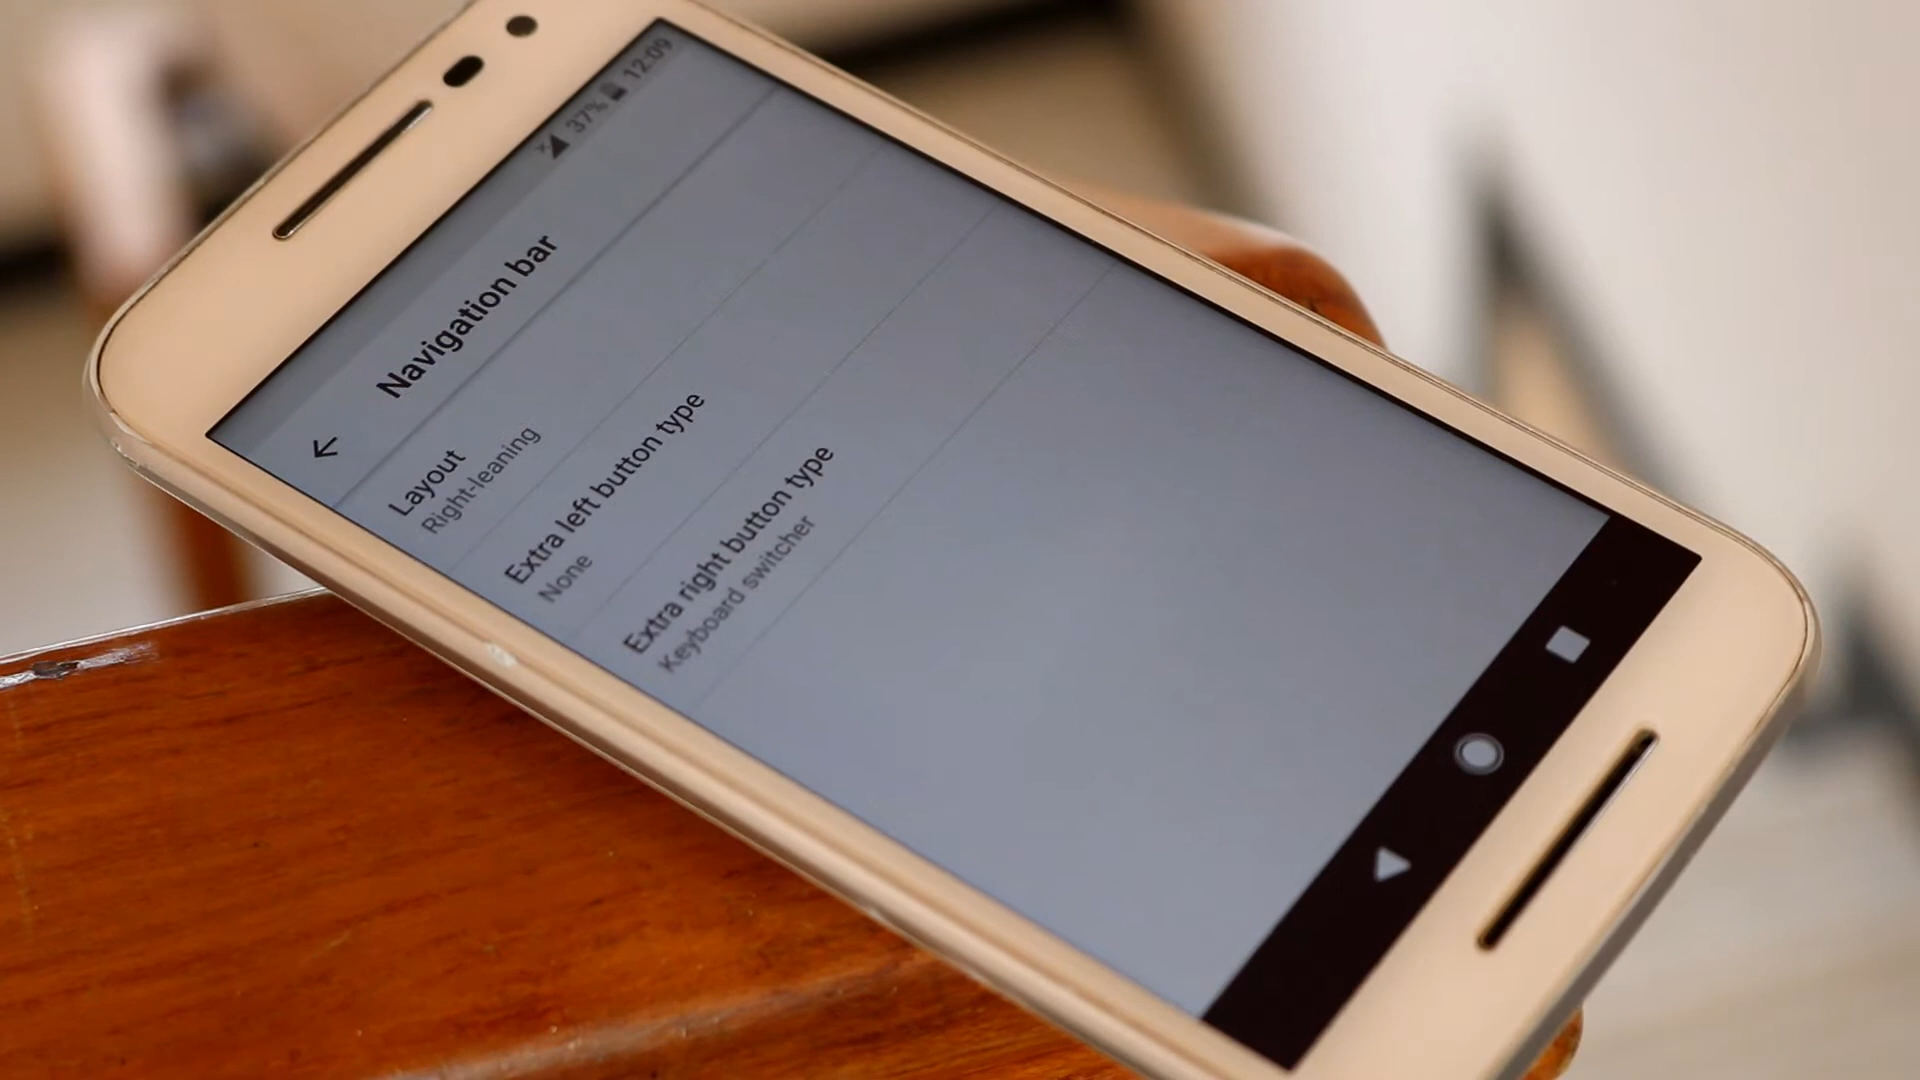 37% 12:09
Navigation bar
Layout
Right-leaning
Extra left button type
None
Extra right button type
Keyboard switcher